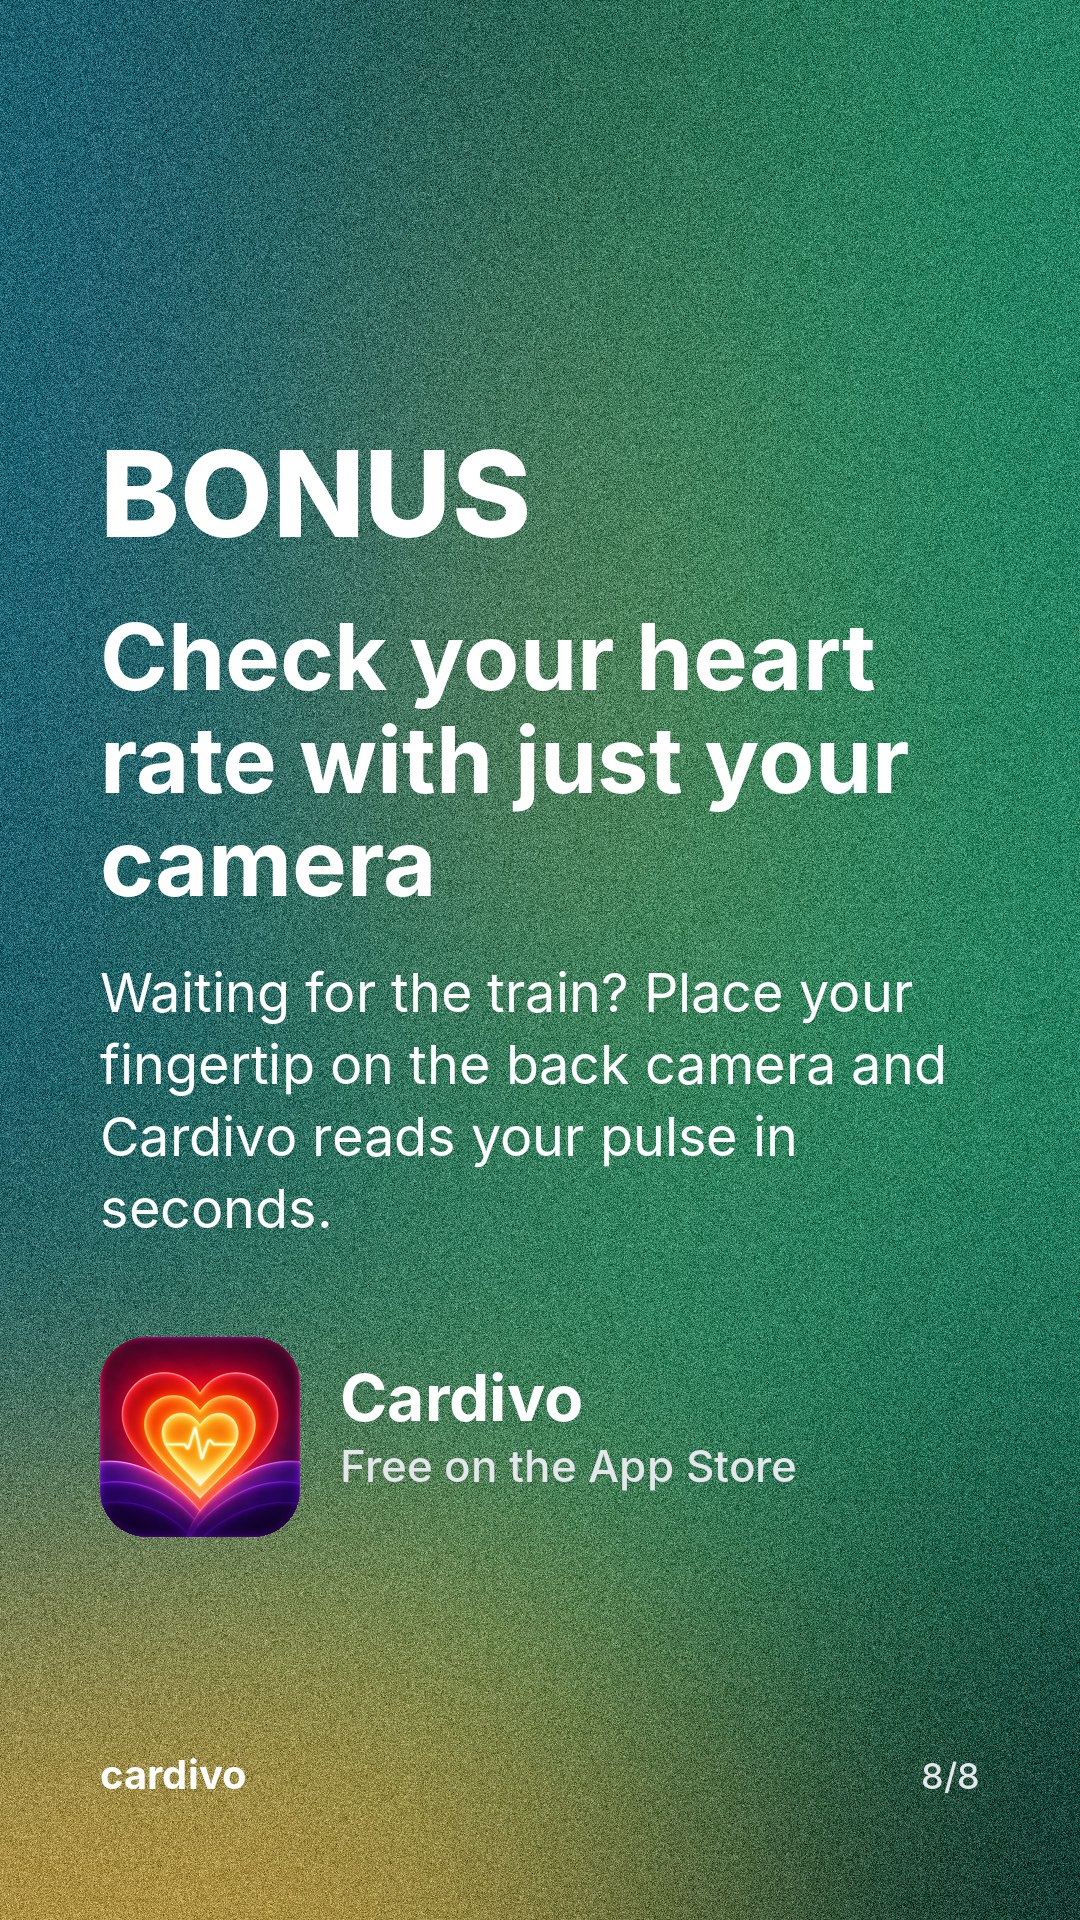 BONUS
Check your heart
rate with just your
camera
Waiting for the train? Place your
fingertip on the back camera and
Cardivo reads your pulse in
seconds.
Cardivo
Free on the App Store
cardivo
8/8